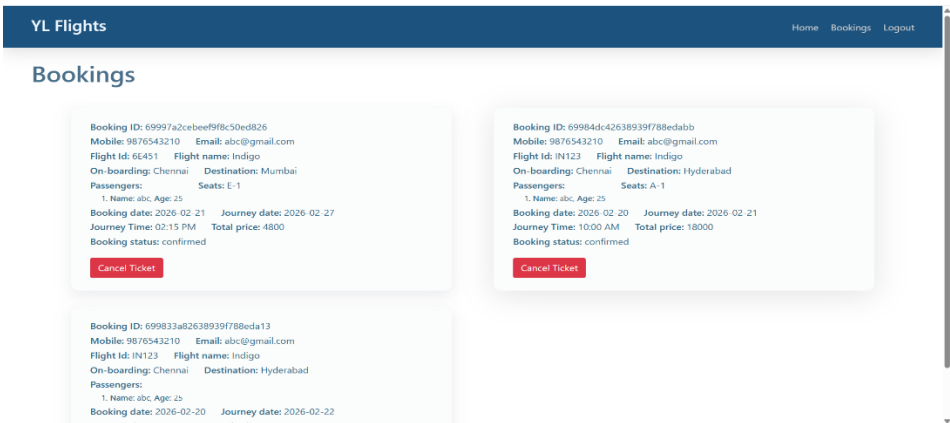 YL Flights
Home Bookings Logout
Bookings
Booking ID: 69997a2cebeef9f8c50ed826
Mobile: 9876543210 Email: abc@gmail.com
Flight Id: 6E451 Flight name: Indigo
On-boarding: Chennai Destination: Mumbai
Passengers: Seats: E-1
1. Name: abc, Age: 25
Booking date: 2026-02-21 Journey date: 2026-02-27
Journey Time: 02:15 PM Total price: 4800
Booking status: confirmed
Cancel Ticket
Booking ID: 69984dc42638939f788edabb
Mobile: 9876543210 Email: abc@gmail.com
Flight Id: IN123 Flight name: Indigo
On-boarding: Chennai Destination: Hyderabad
Passengers: Seats: A-1
1. Name: abc, Age: 25
Booking date: 2026-02-20 Journey date: 2026-02-21
Journey Time: 10:00 AM Total price: 18000
Booking status: confirmed
Cancel Ticket
Booking ID: 699833a82638939f788eda13
Mobile: 9876543210 Email: abc@gmail.com
Flight Id: IN123 Flight name: Indigo
On-boarding: Chennai Destination: Hyderabad
Passengers:
1. Name: abc, Age: 25
Booking date: 2026-02-20 Journey date: 2026-02-22